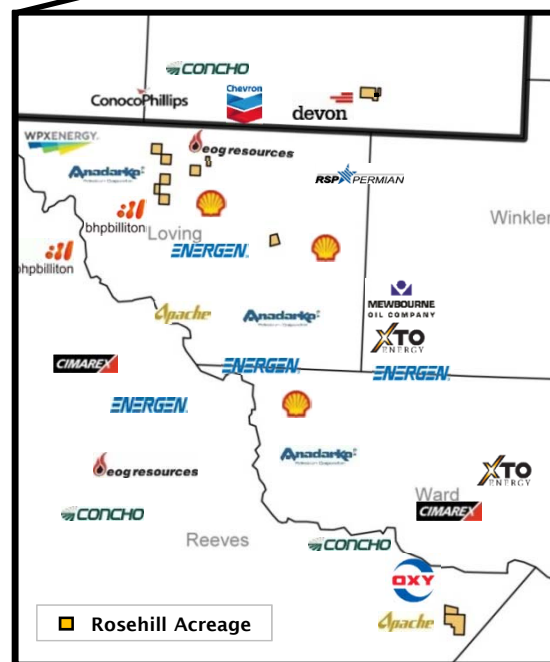 CONCHO
ConocoPhillips
Chevron
devon
WPXENERGY
eog resources
Anadarko
RSP PERMIAN
bhpbilliton
Loving
Winkler
bhpbilliton
ENERGEN
MEWBOURNE
OIL COMPANY
Apache
Anadarko
XTO
ENERGY
CIMAREX
ENERGEN
ENERGEN
ENERGEN
Anadarko
eog resources
XTO
ENERGY
Ward
CIMAREX
CONCHO
Reeves
CONCHO
OXY
Apache
Rosehill Acreage